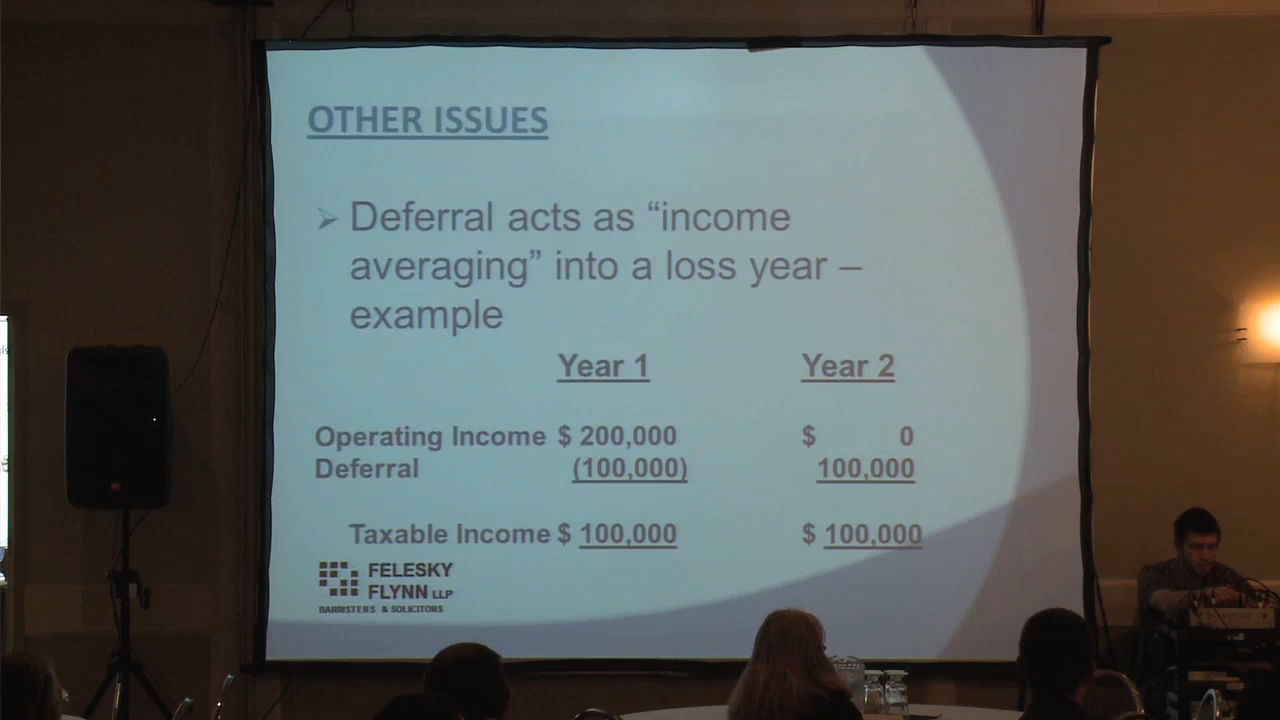 OTHER ISSUES
➢ Deferral acts as “income
averaging” into a loss year –
example
Year 1 Year 2
Operating Income $ 200,000 $ 0
Deferral (100,000) 100,000
Taxable Income $ 100,000 $ 100,000
FELESKY
FLYNN LLP
BARRISTERS & SOLICITORS